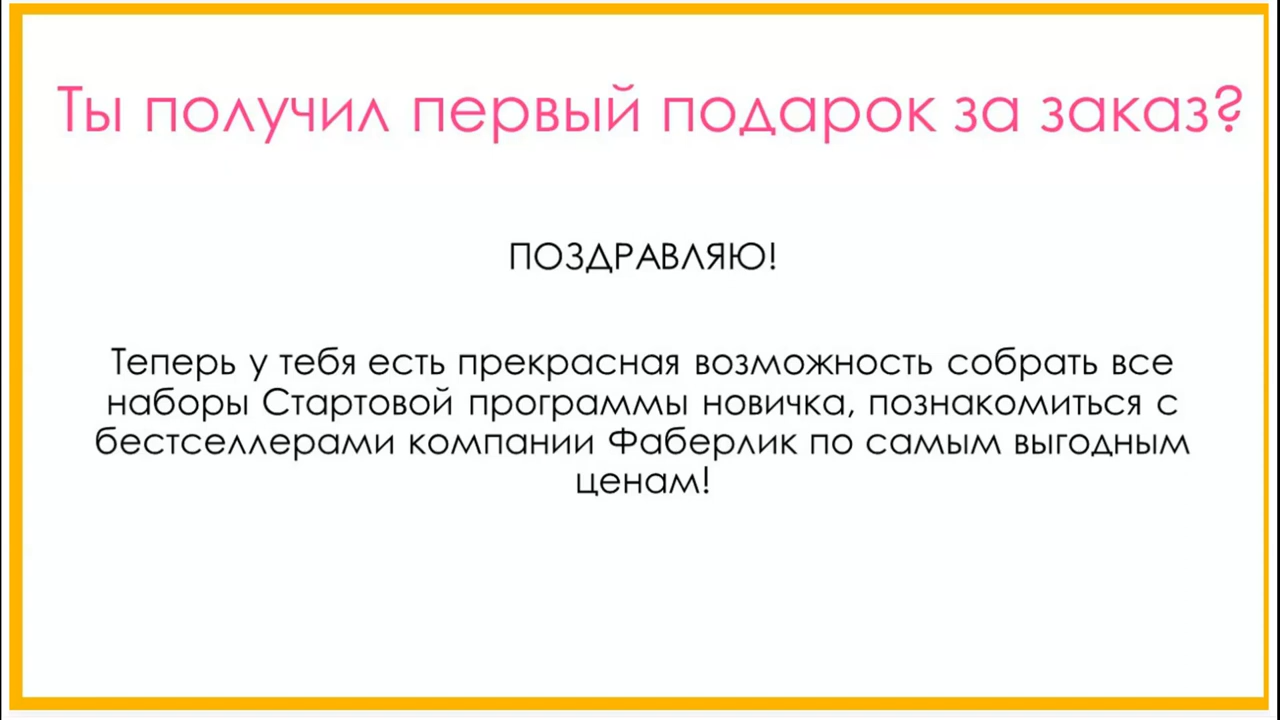 Ты получил первый подарок за заказ?
ПОЗДРАВЛЯЮ!
Теперь у тебя есть прекрасная возможность собрать все
наборы Стартовой программы новичка, познакомиться с
бестселлерами компании Фаберлик по самым выгодным
ценам!